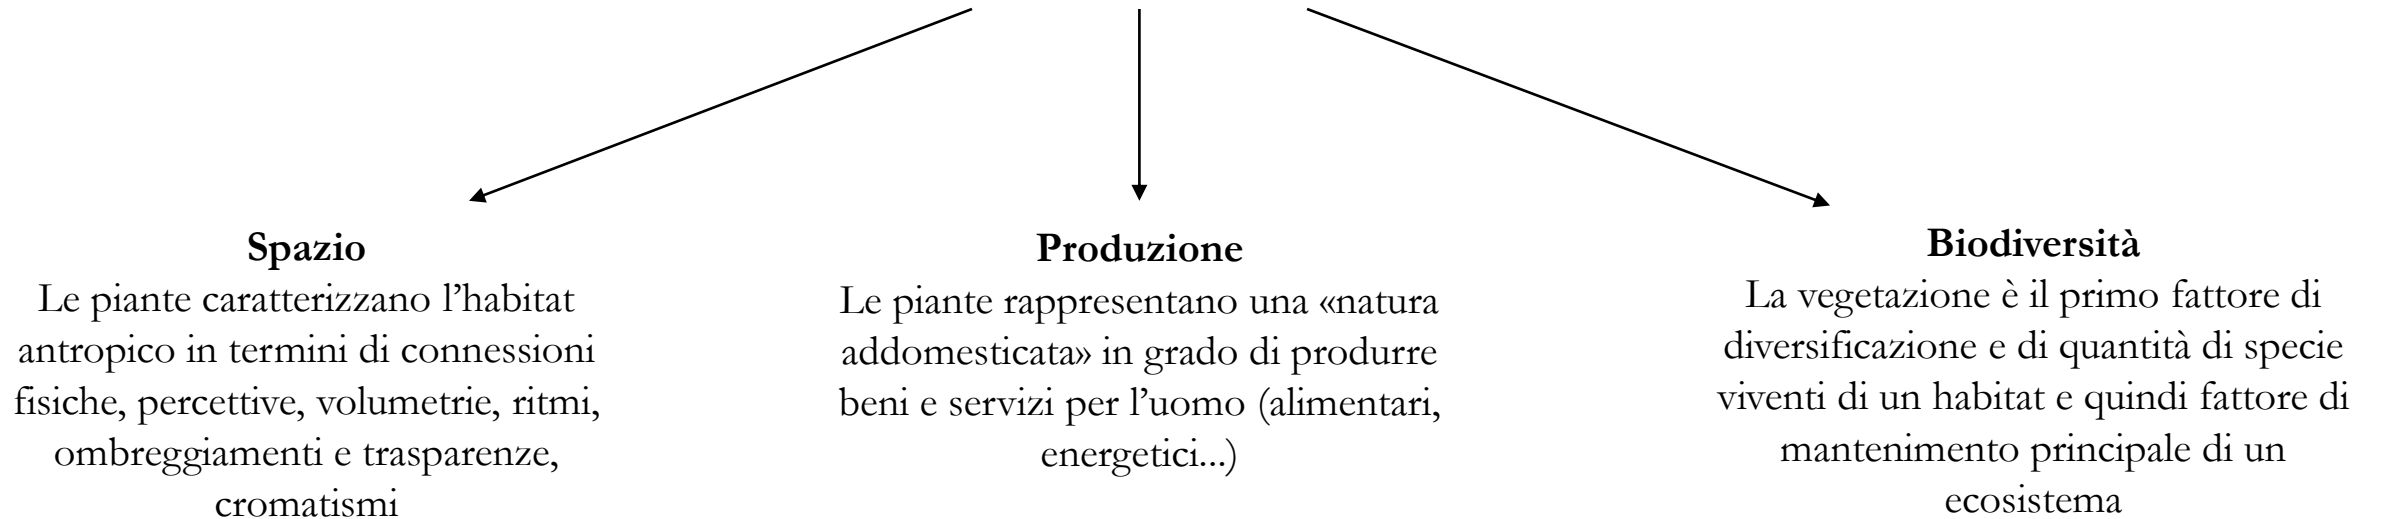 Spazio
Le piante caratterizzano l’habitat
antropico in termini di connessioni
fisiche, percettive, volumetrie, ritmi,
ombreggiamenti e trasparenze,
cromatismi
Produzione
Le piante rappresentano una «natura
addomesticata» in grado di produrre
beni e servizi per l’uomo (alimentari,
energetici...)
Biodiversità
La vegetazione è il primo fattore di
diversificazione e di quantità di specie
viventi di un habitat e quindi fattore di
mantenimento principale di un
ecosistema